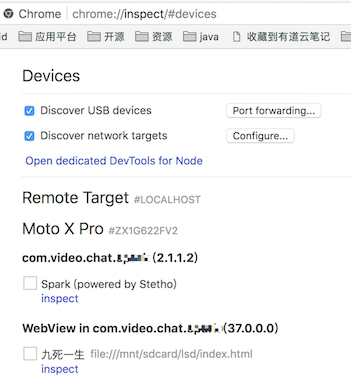 Chrome chrome://inspect/#devices
id 应用平台 开源 资源 java 收藏到有道云笔记
Devices
Discover USB devices Port forwarding...
Discover network targets Configure...
Open dedicated DevTools for Node
Remote Target #LOCALHOST
Moto X Pro #ZX1G622FV2
com.video.chat. (2.1.1.2)
Spark (powered by Stetho)
inspect
WebView in com.video.chat. (37.0.0.0)
九死一生 file:///mnt/sdcard/lsd/index.html
inspect